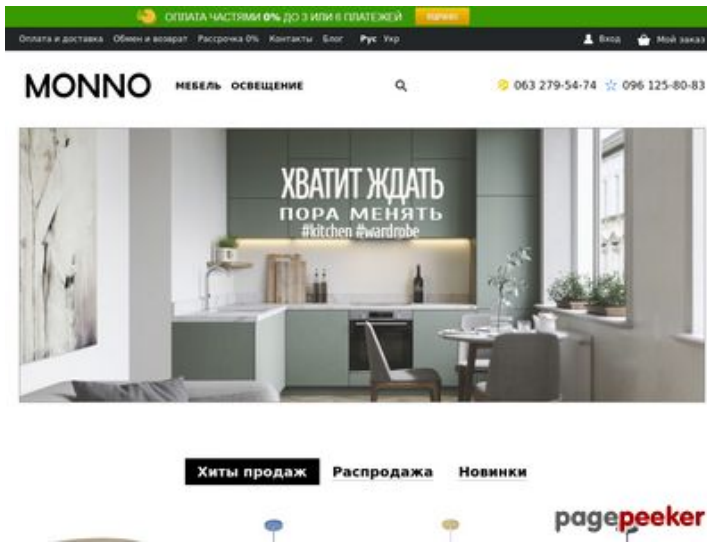 ОПЛАТА ЧАСТЯМИ 0% ДО 3 ИЛИ 6 ПЛАТЕЖЕЙ
Оплата и доставка Обмен и возврат Рассрочка 0% Контакты Блог Рус Укр Вход Мой заказ
MONNO МЕБЕЛЬ ОСВЕЩЕНИЕ 063 279-54-74 096 125-80-83
ХВАТИТ ЖДАТЬ
ПОРА МЕНЯТЬ
#kitchen #wardrobe
Хиты продаж Распродажа Новинки
pagepeeker